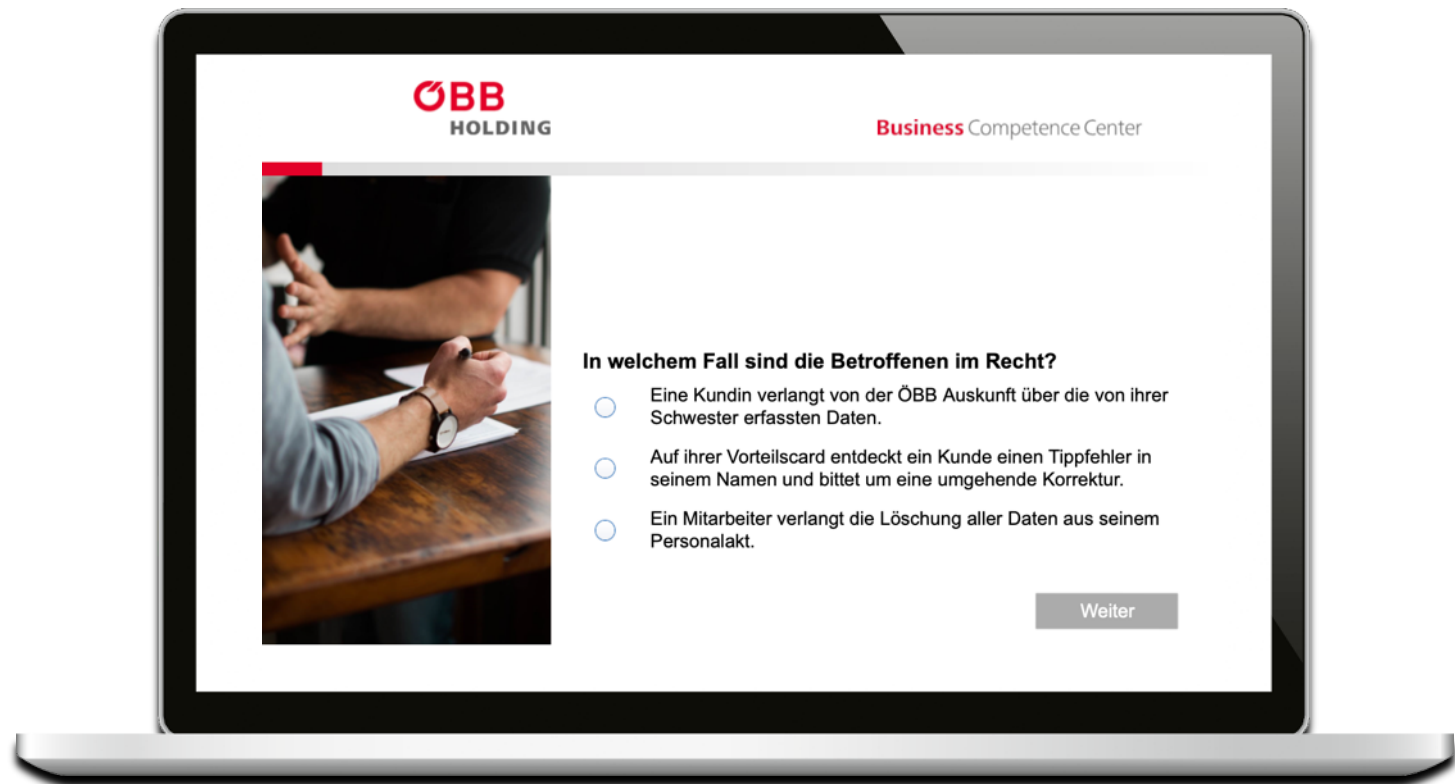 ÖBB
HOLDING
Business Competence Center
In welchem Fall sind die Betroffenen im Recht?
Eine Kundin verlangt von der ÖBB Auskunft über die von ihrer
Schwester erfassten Daten.
Auf ihrer Vorteilscard entdeckt ein Kunde einen Tippfehler in
seinem Namen und bittet um eine umgehende Korrektur.
Ein Mitarbeiter verlangt die Löschung aller Daten aus seinem
Personalakt.
Weiter